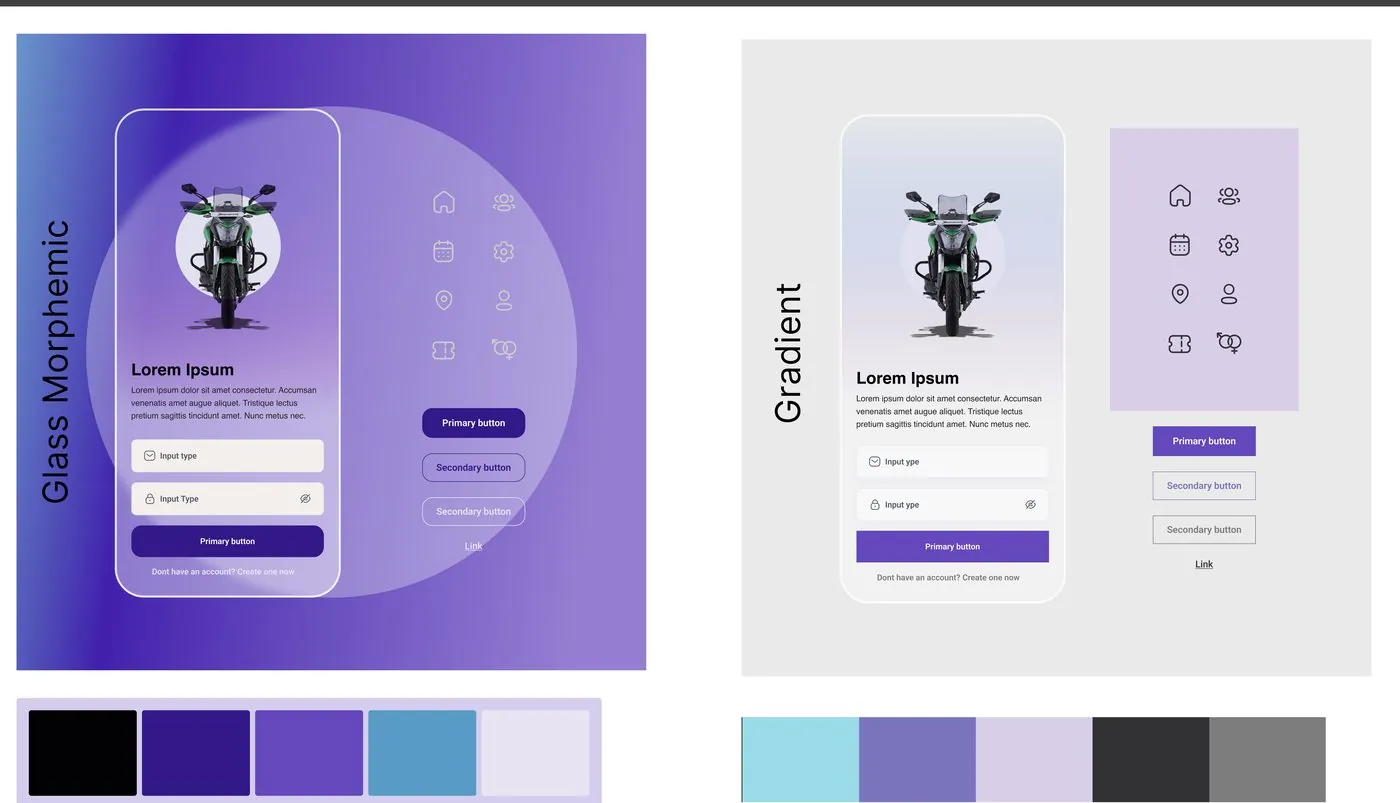 Glass Morphemic
Lorem Ipsum
Lorem ipsum dolor sit amet consectetur. Accumsan
venenatis amet augue aliquet. Tristique lectus
pretium sagittis tincidunt amet. Nunc metus nec.
Input type
Input Type
Primary button
Dont have an account? Create one now
Primary button
Secondary button
Secondary button
Link
Gradient
Lorem Ipsum
Lorem ipsum dolor sit amet consectetur. Accumsan
venenatis amet augue aliquet. Tristique lectus
pretium sagittis tincidunt amet. Nunc metus nec.
Input ype
Input ype
Primary button
Dont have an account? Create one now
Primary button
Secondary button
Secondary button
Link